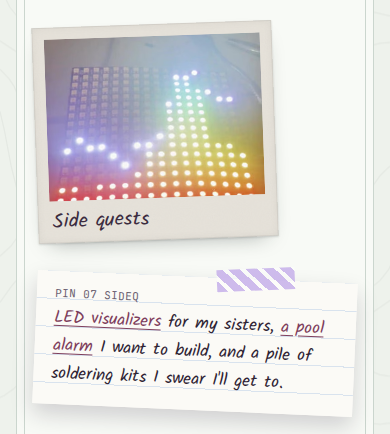 Side quests
PIN 07 SIDEQ
LED visualizers for my sisters, a pool
alarm I want to build, and a pile of
soldering kits I swear I'll get to.